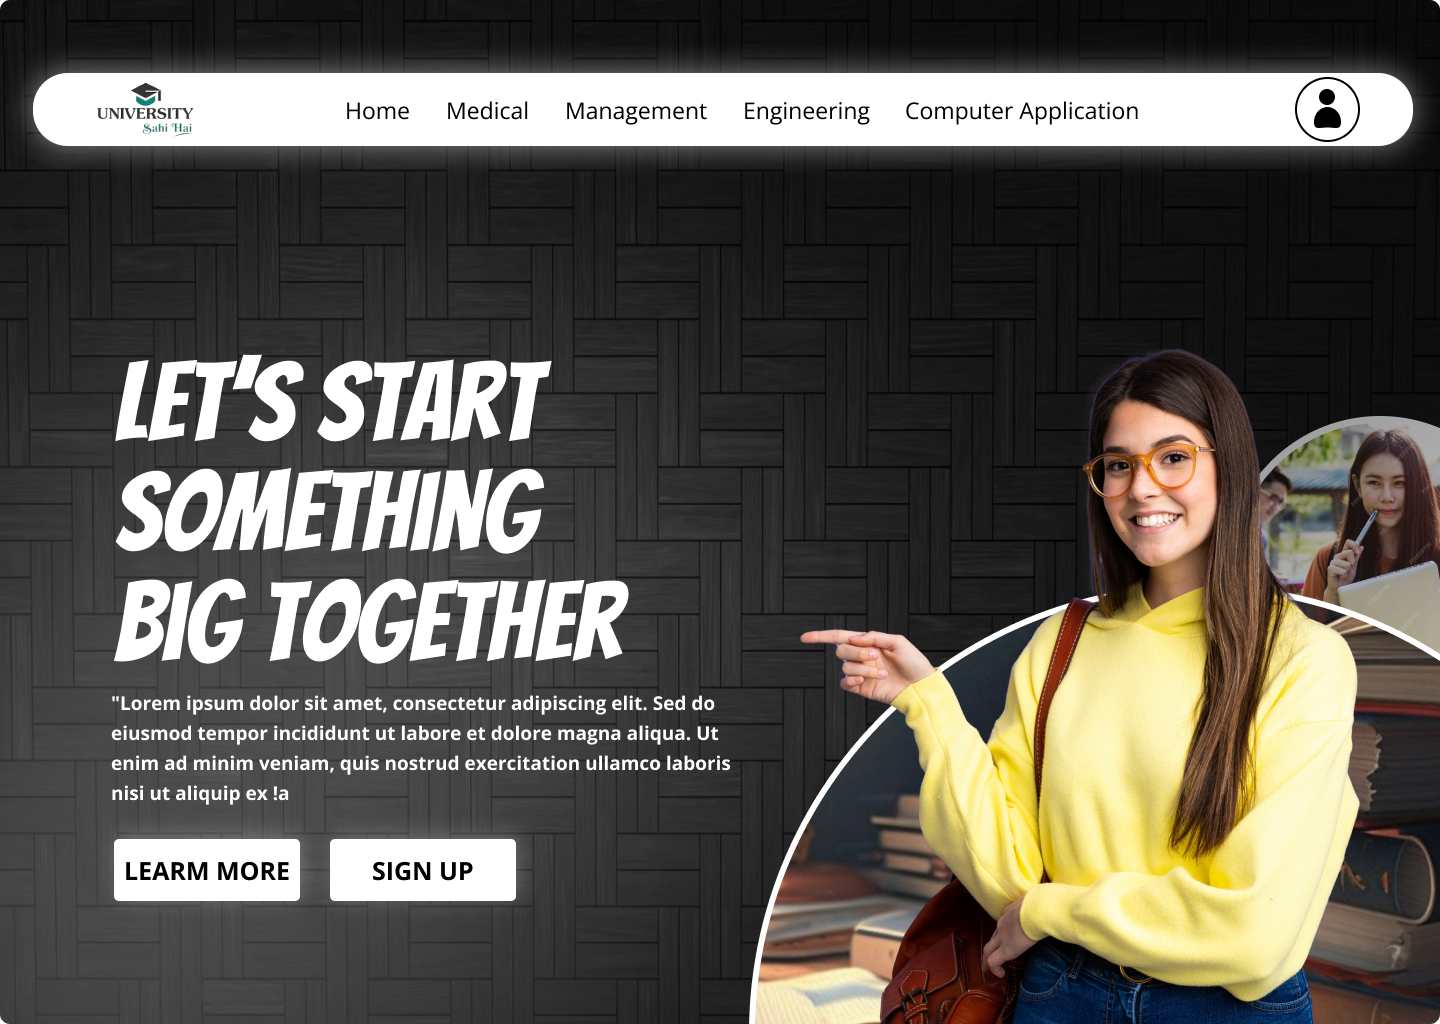 UNIVERSITY
Sahi Hai
Home Medical Management Engineering Computer Application
LET'S START
SOMETHING
BIG TOGETHER
"Lorem ipsum dolor sit amet, consectetur adipiscing elit. Sed do
eiusmod tempor incididunt ut labore et dolore magna aliqua. Ut
enim ad minim veniam, quis nostrud exercitation ullamco laboris
nisi ut aliquip ex !a
LEARM MORE SIGN UP